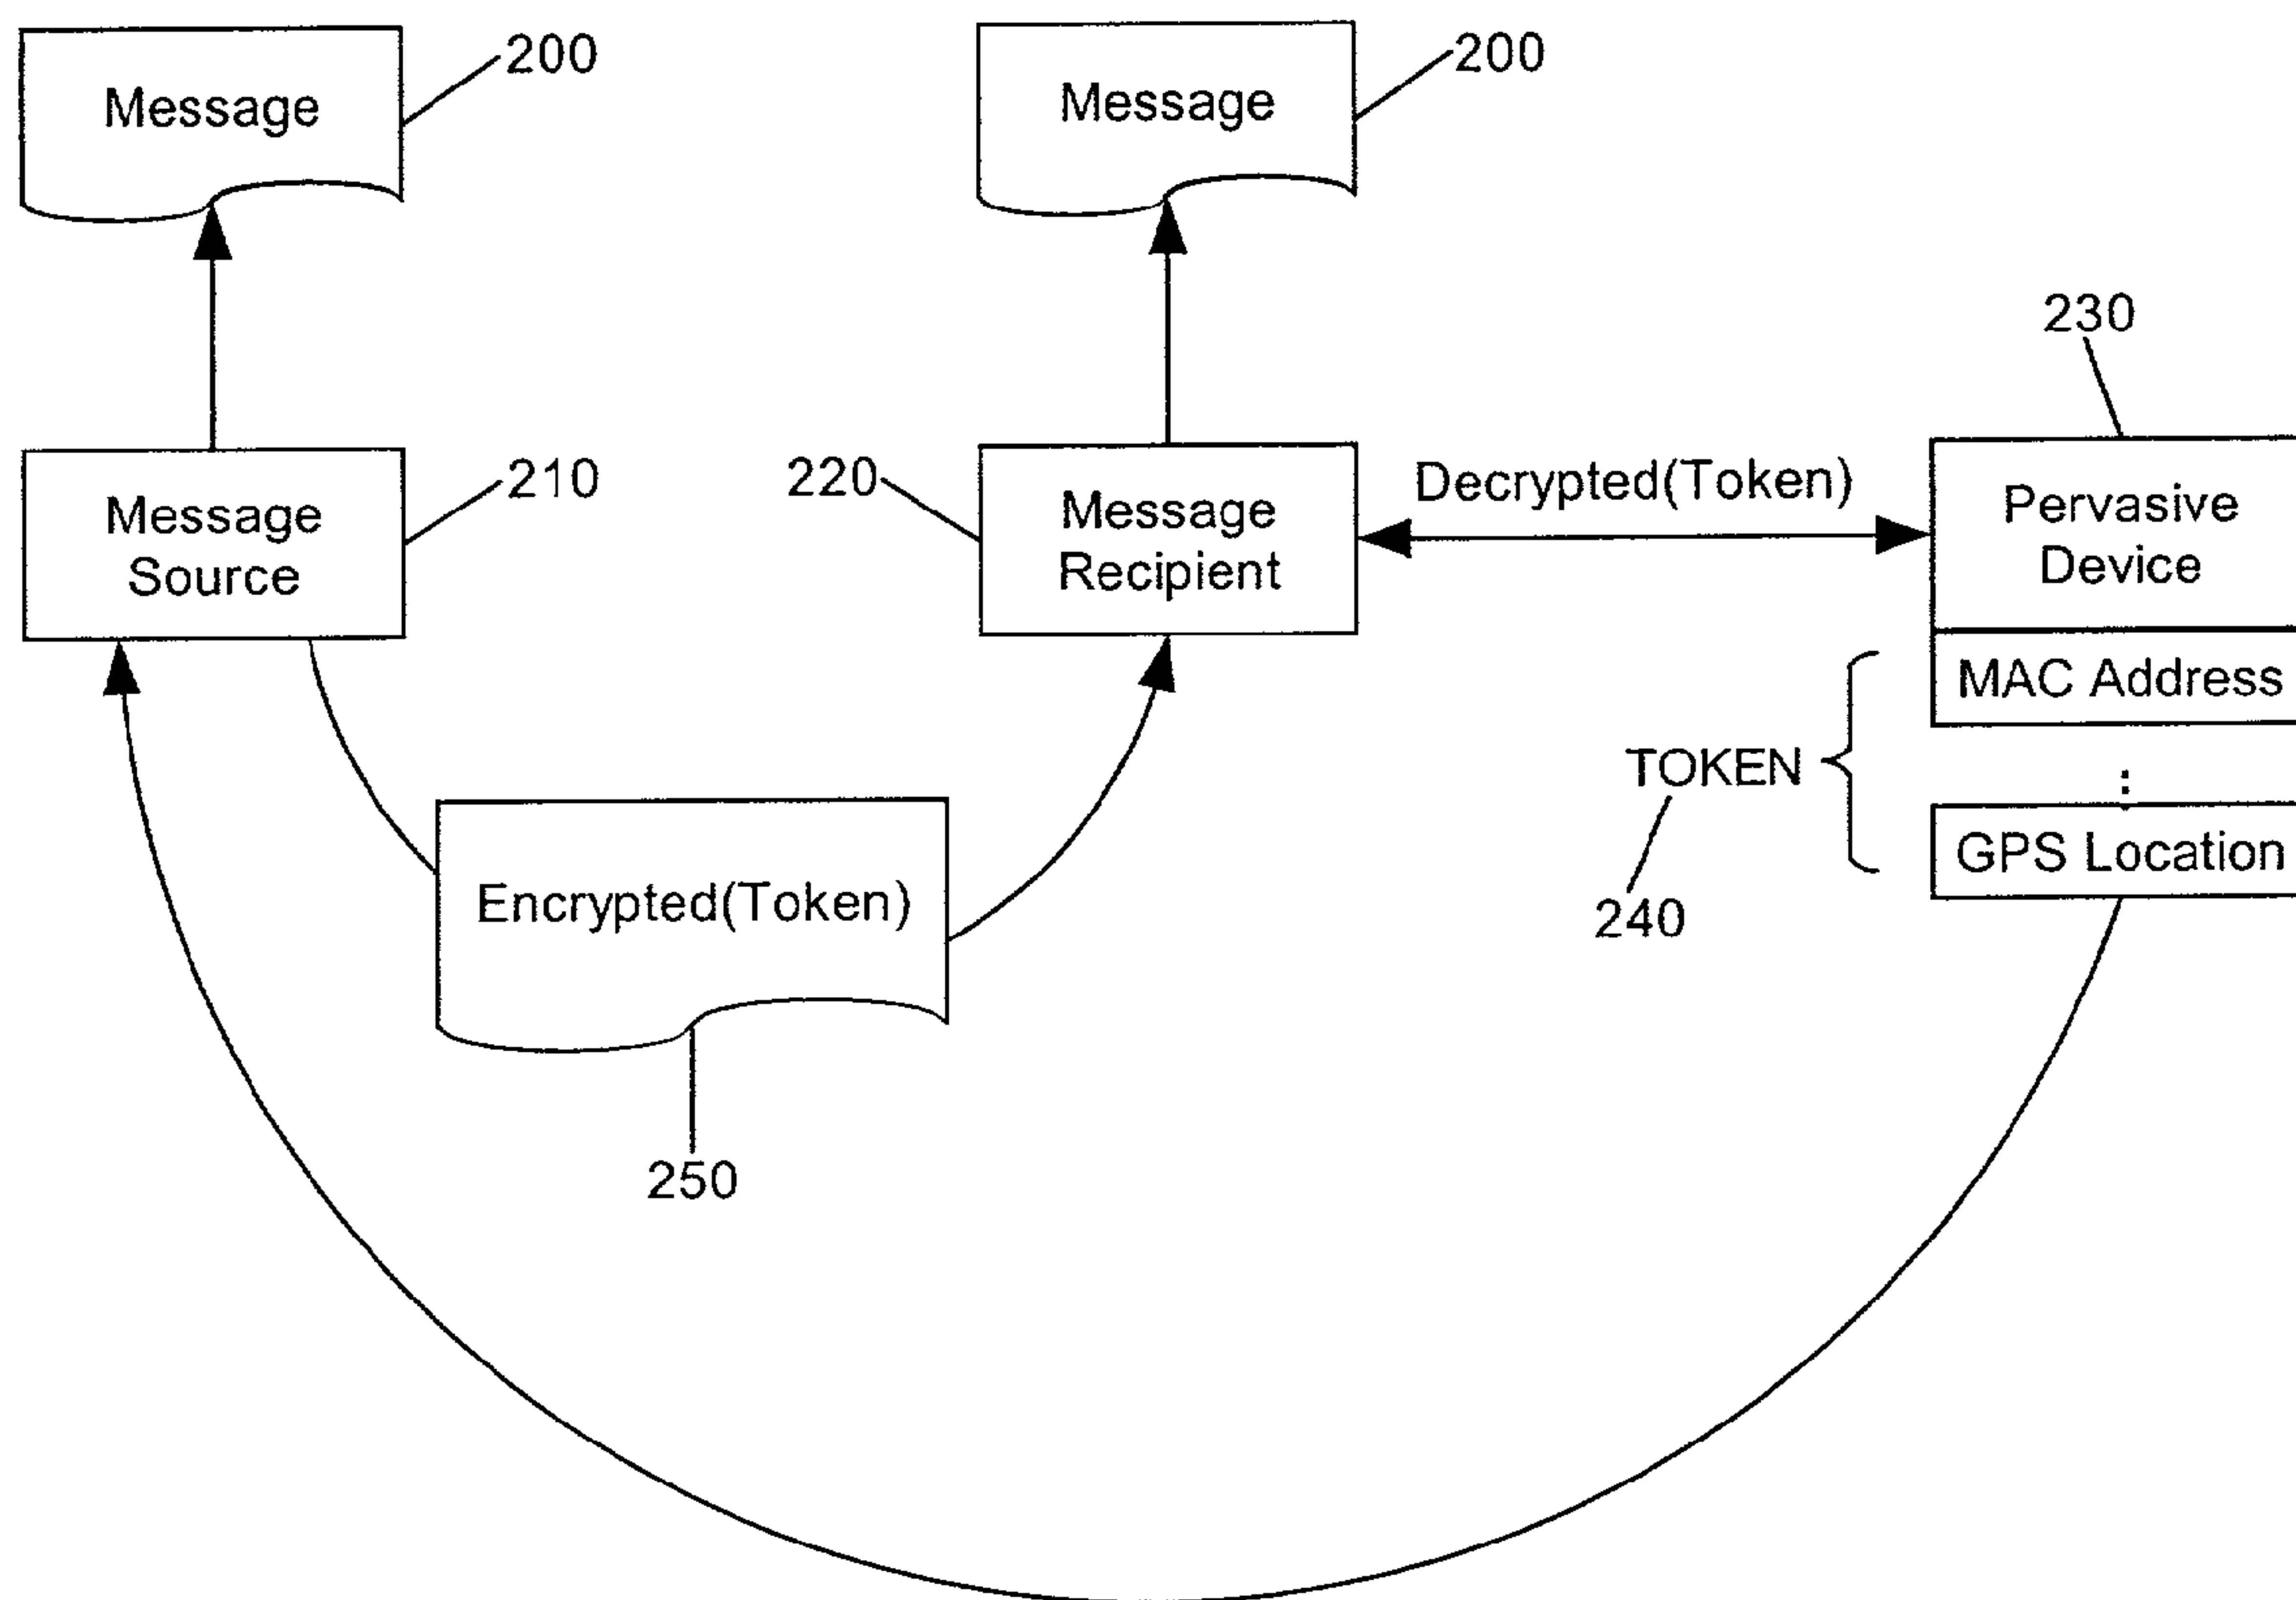 Message
200
Message
200
230
Message
Source
210
220
Message
Recipient
Decrypted(Token)
Pervasive
Device
MAC Address
TOKEN
:
GPS Location
240
Encrypted(Token)
250